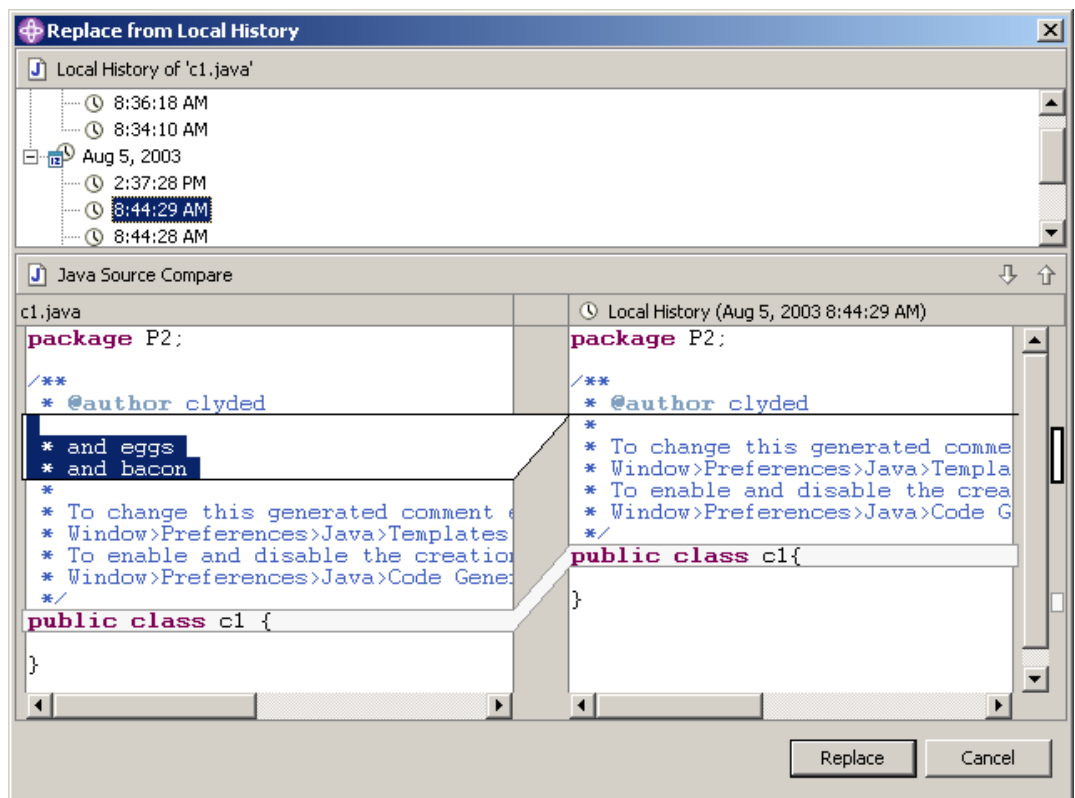 Replace from Local History
Local History of 'c1.java'
8:36:18 AM
8:34:10 AM
Aug 5, 2003
2:37:28 PM
8:44:29 AM
8:44:28 AM
Java Source Compare
c1.java
Local History (Aug 5, 2003 8:44:29 AM)
package P2;
/**
* @author clyded
* and eggs
* and bacon
*
* To change this generated comment e
* Window>Preferences>Java>Templates
* To enable and disable the creation
* Window>Preferences>Java>Code Gene
*/
public class c1 {
}
package P2;
/**
* @author clyded
*
* To change this generated comme
* Window>Preferences>Java>Templa
* To enable and disable the crea
* Window>Preferences>Java>Code G
*/
public class c1{
}
Replace
Cancel